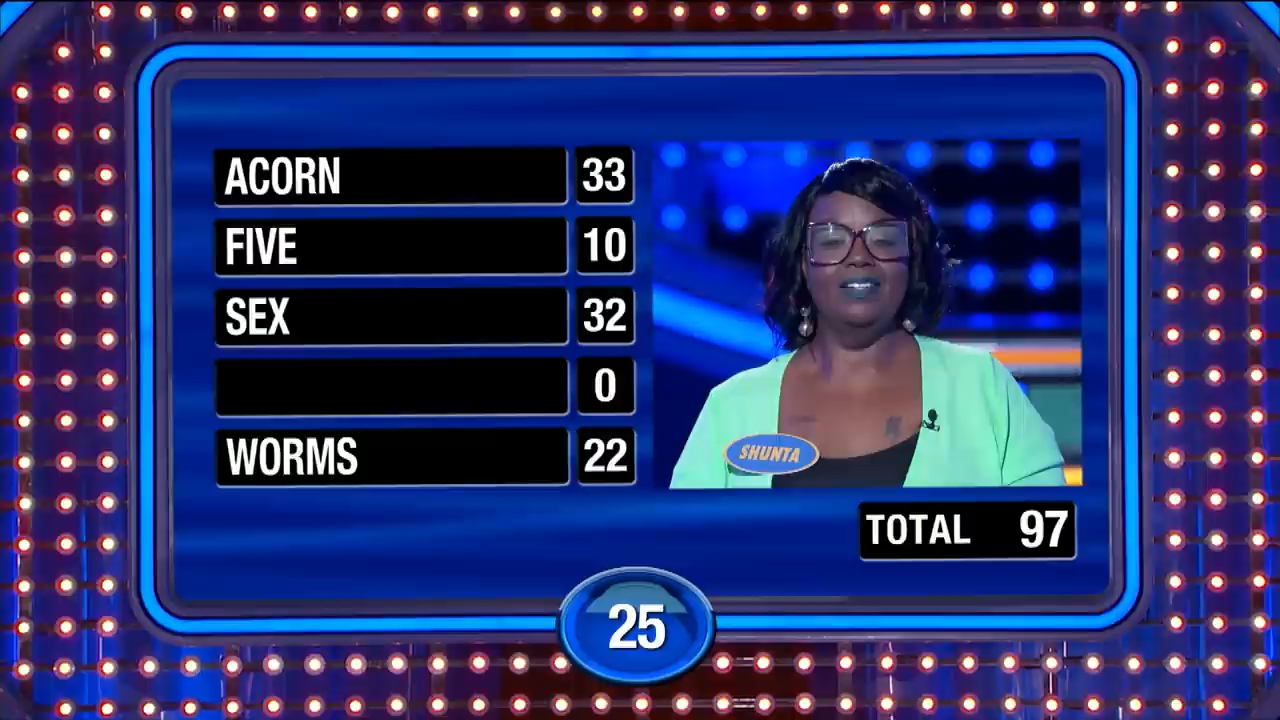 ACORN 33
FIVE 10
SEX 32
0
WORMS 22
SHUNTA
TOTAL 97
25